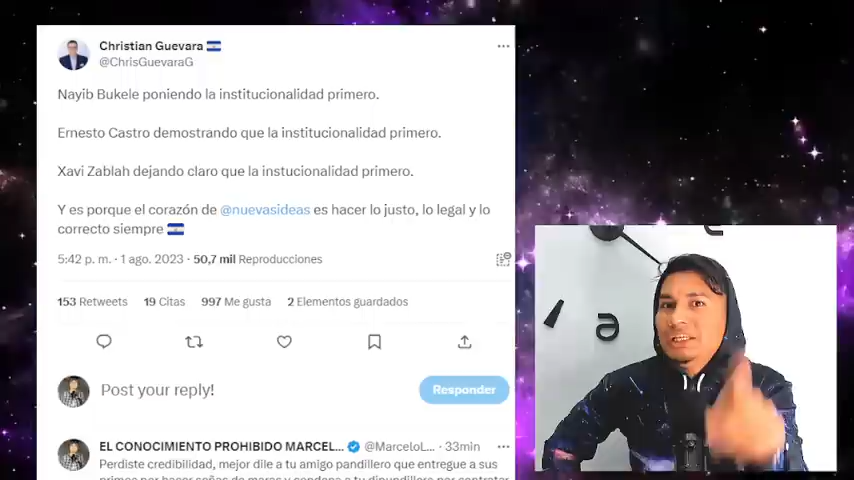 Christian Guevara
@ChrisGuevaraG
Nayib Bukele poniendo la institucionalidad primero.
Ernesto Castro demostrando que la institucionalidad primero.
Xavi Zablah dejando claro que la instucionalidad primero.
Y es porque el corazón de @nuevasideas es hacer lo justo, lo legal y lo
correcto siempre
5:42 p. m. · 1 ago. 2023 · 50,7 mil Reproducciones
153 Retweets 19 Citas 997 Me gusta 2 Elementos guardados
Post your reply!
Responder
EL CONOCIMIENTO PROHIBIDO MARCEL... @MarceloL... · 33min
Perdiste credibilidad, mejor dile a tu amigo pandillero que entregue a sus